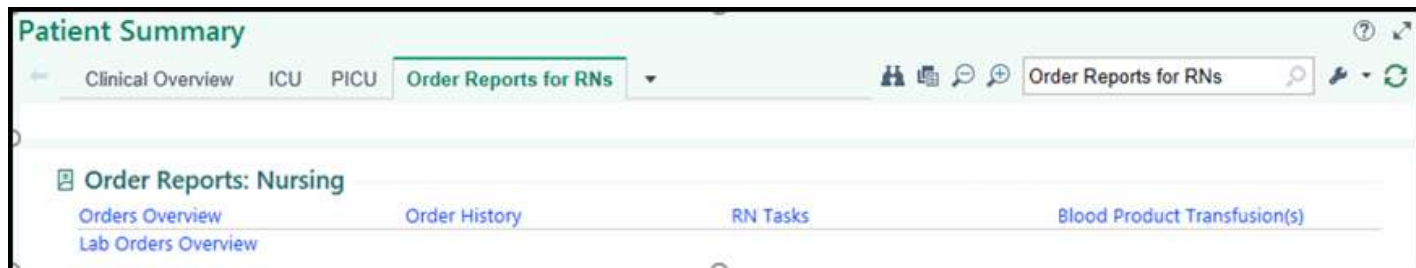 Patient Summary
Clinical Overview ICU PICU Order Reports for RNs Order Reports for RNs
Order Reports: Nursing
Orders Overview Order History RN Tasks Blood Product Transfusion(s)
Lab Orders Overview